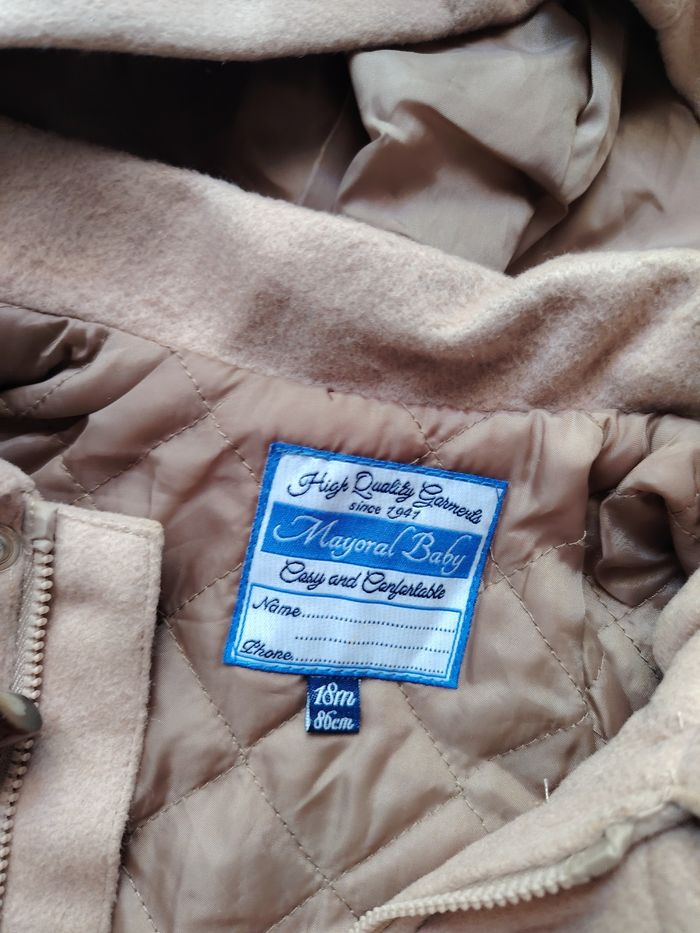 High Quality Garments
since 1941
Mayoral Baby
Cosy and Confortable
Name....................................
....................................
Phone....................................
18m
86cm